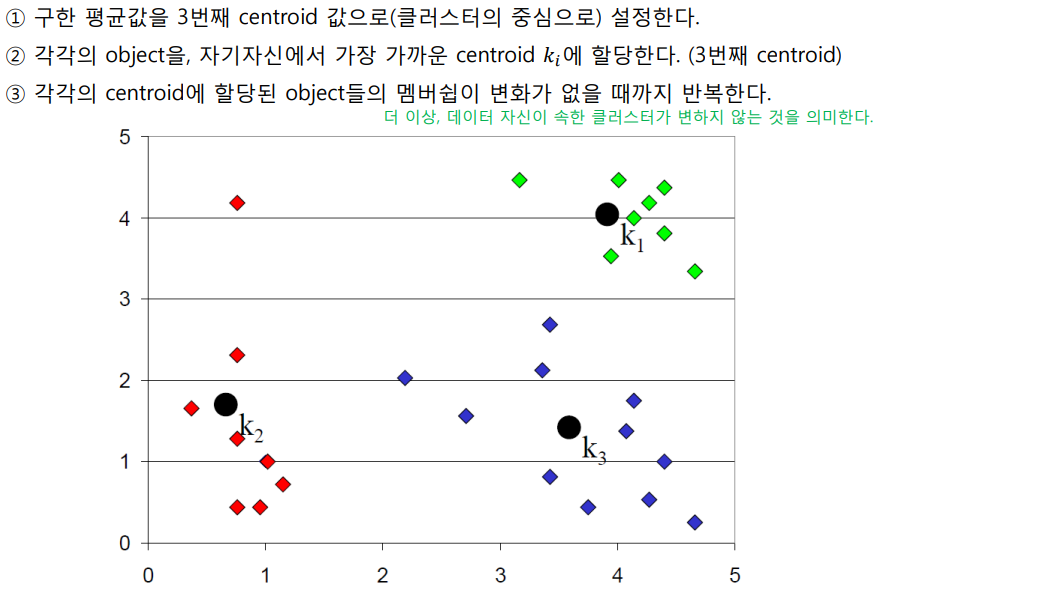 ① 구한 평균값을 3번째 centroid 값으로(클러스터의 중심으로) 설정한다.
② 각각의 object을, 자기자신에서 가장 가까운 centroid kᵢ에 할당한다. (3번째 centroid)
③ 각각의 centroid에 할당된 object들의 멤버쉽이 변화가 없을 때까지 반복한다.
더 이상, 데이터 자신이 속한 클러스터가 변하지 않는 것을 의미한다.
5
4
k₁
3
2
k₂
k₃
1
0
0 1 2 3 4 5